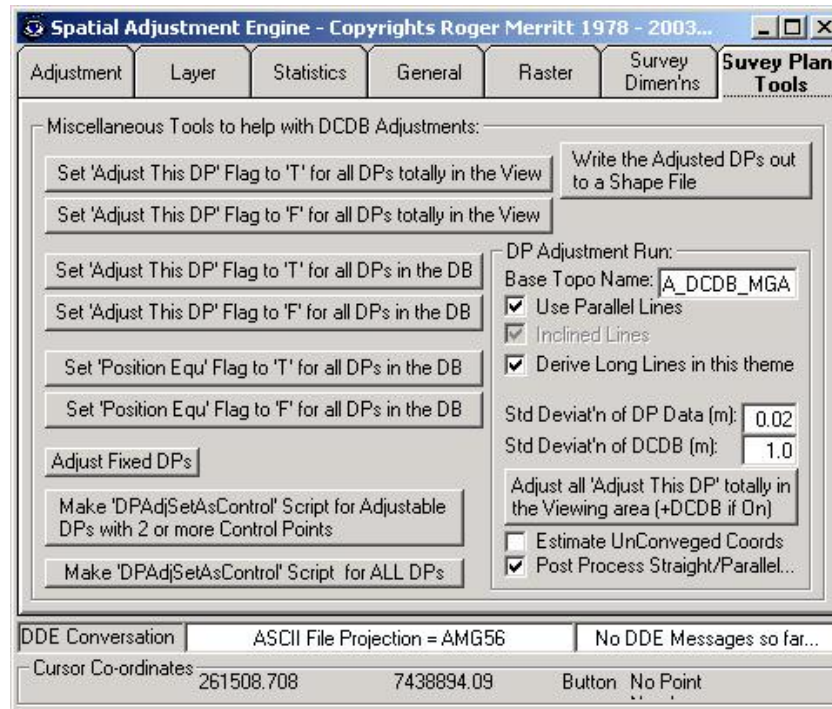 Spatial Adjustment Engine - Copyrights Roger Merritt 1978 - 2003...
Adjustment
Layer
Statistics
General
Raster
Survey
Dimen'ns
Suvey Plan
Tools
Miscellaneous Tools to help with DCDB Adjustments:
Set 'Adjust This DP' Flag to 'T' for all DPs totally in the View
Write the Adjusted DPs out
to a Shape File
Set 'Adjust This DP' Flag to 'F' for all DPs totally in the View
Set 'Adjust This DP' Flag to 'T' for all DPs in the DB
Set 'Adjust This DP' Flag to 'F' for all DPs in the DB
Set 'Position Equ' Flag to 'T' for all DPs in the DB
Set 'Position Equ' Flag to 'F' for all DPs in the DB
Adjust Fixed DPs
Make 'DPAdjSetAsControl' Script for Adjustable
DPs with 2 or more Control Points
Make 'DPAdjSetAsControl' Script for ALL DPs
DP Adjustment Run:
Base Topo Name: A_DCDB_MGA
Use Parallel Lines
Inclined Lines
Derive Long Lines in this theme
Std Deviat'n of DP Data (m): 0.02
Std Deviat'n of DCDB (m): 1.0
Adjust all 'Adjust This DP' totally in
the Viewing area (+DCDB if On)
Estimate UnConveged Coords
Post Process Straight/Parallel...
DDE Conversation
ASCII File Projection = AMG56
No DDE Messages so far...
Cursor Co-ordinates
261508.708 7438894.09 Button No Point